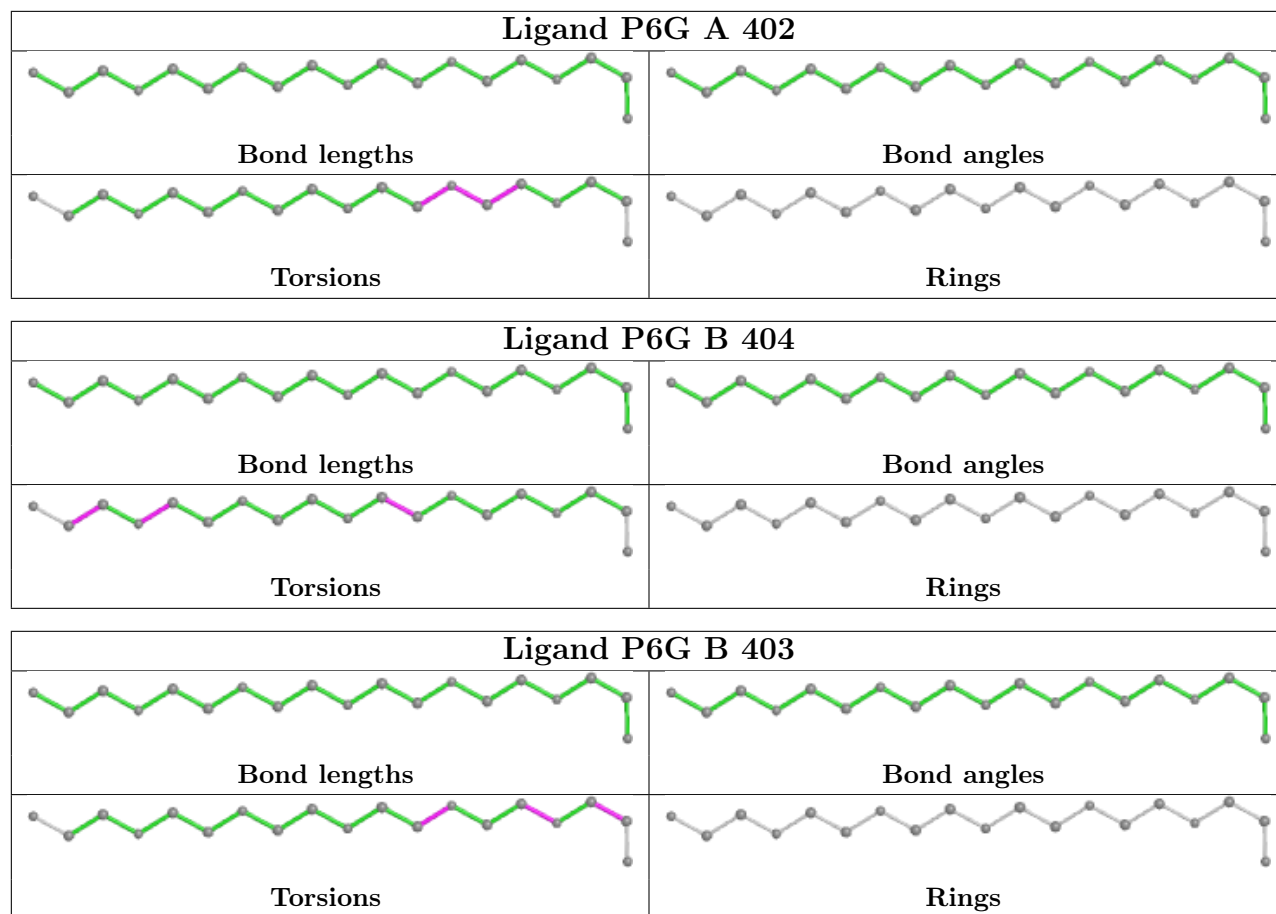 Ligand P6G A 402
Bond lengths
Bond angles
Torsions
Rings
Ligand P6G B 404
Bond lengths
Bond angles
Torsions
Rings
Ligand P6G B 403
Bond lengths
Bond angles
Torsions
Rings